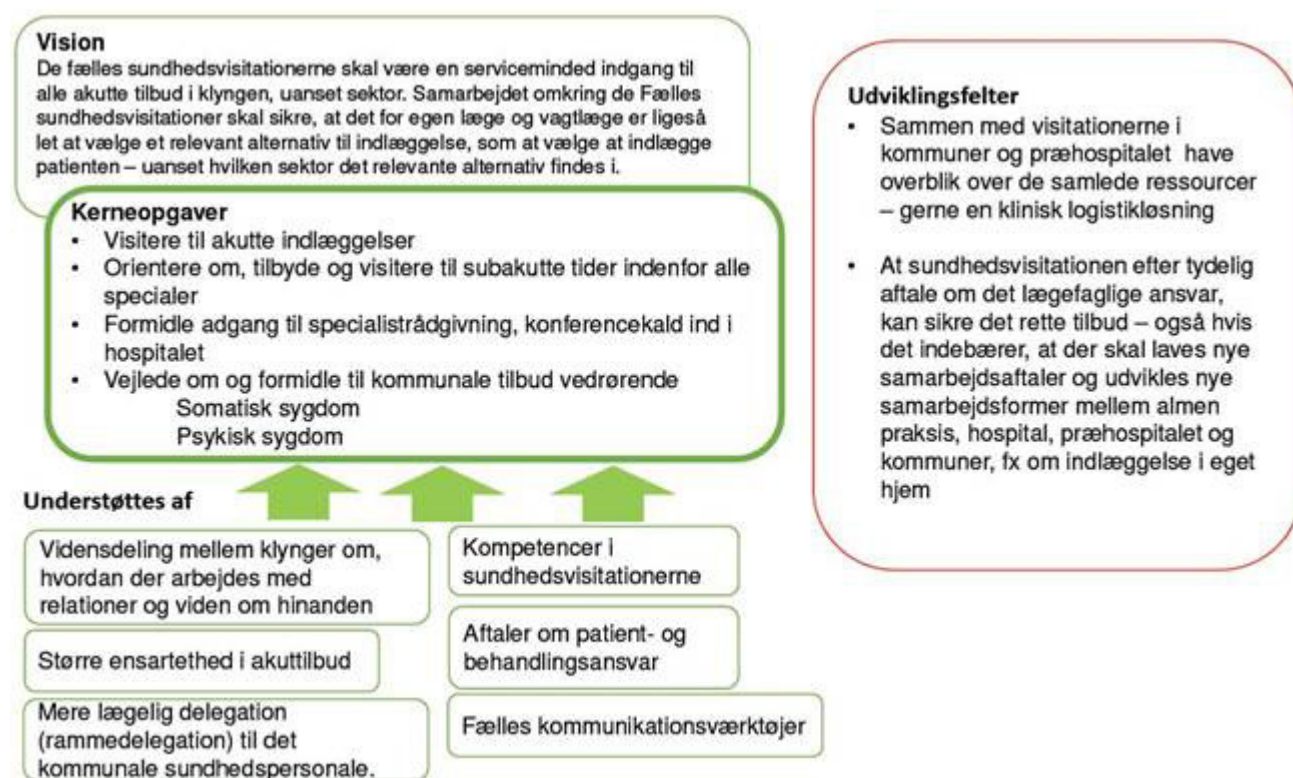 Vision
De fælles sundhedsvisitationerne skal være en serviceminded indgang til
alle akutte tilbud i klyngen, uanset sektor. Samarbejdet omkring de Fælles
sundhedsvisitationer skal sikre, at det for egen læge og vagtlæge er ligeså
let at vælge et relevant alternativ til indlæggelse, som at vælge at indlægge
patienten – uanset hvilken sektor det relevante alternativ findes i.
Kerneopgaver
• Visitere til akutte indlæggelser
• Orientere om, tilbyde og visitere til subakutte tider indenfor alle
specialer
• Formidle adgang til specialistrådgivning, konferencekald ind i
hospitalet
• Vejlede om og formidle til kommunale tilbud vedrørende
Somatisk sygdom
Psykisk sygdom
Understøttes af
Vidensdeling mellem klynger om,
hvordan der arbejdes med
relationer og viden om hinanden
Større ensartethed i akuttilbud
Mere lægelig delegation
(rammedelegation) til det
kommunale sundhedspersonale.
Kompetencer i
sundhedsvisitationerne
Aftaler om patient- og
behandlingsansvar
Fælles kommunikationsværktøjer
Udviklingsfelter
• Sammen med visitationerne i
kommuner og præhospitalet have
overblik over de samlede ressourcer
– gerne en klinisk logistikløsning
• At sundhedsvisitationen efter tydelig
aftale om det lægefaglige ansvar,
kan sikre det rette tilbud – også hvis
det indebærer, at der skal laves nye
samarbejdsaftaler og udvikles nye
samarbejdsformer mellem almen
praksis, hospital, præhospitalet og
kommuner, fx om indlæggelse i eget
hjem